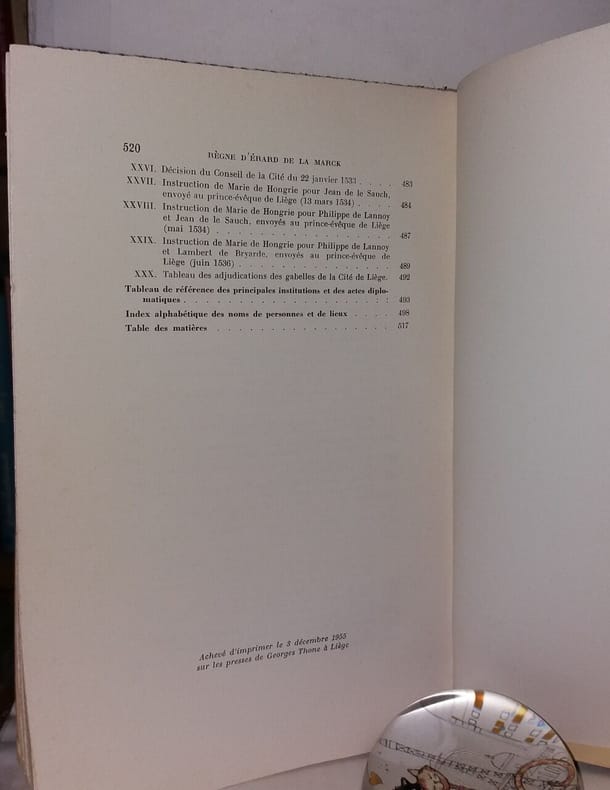 520
RÈGNE D'ÉRARD DE LA MARCK
XXVI. Décision du Conseil de la Cité du 22 janvier 1533 . . . . 483
XXVII. Instruction de Marie de Hongrie pour Jean de le Sauch,
envoyé au prince-évêque de Liège (13 mars 1534) . . . . . 484
XXVIII. Instruction de Marie de Hongrie pour Philippe de Lannoy
et Jean de le Sauch, envoyés au prince-évêque de Liège
(mai 1534) . . . . . . . . . . . . . . . . . 487
XXIX. Instruction de Marie de Hongrie pour Philippe de Lannoy
et Lambert de Bryarde, envoyés au prince-évêque de
Liège (juin 1536) . . . . . . . . . . . . . . 489
XXX. Tableau des adjudications des gabelles de la Cité de Liège. 492
Tableau de référence des principales institutions et des actes diplo-
matiques . . . . . . . . . . . . . . . . . : : 493
Index alphabétique des noms de personnes et de lieux . . . . 498
Table des matières . . . . . . . . . . . . . . . 517
Achevé d'imprimer le 3 décembre 1955
sur les presses de Georges Thone à Liège